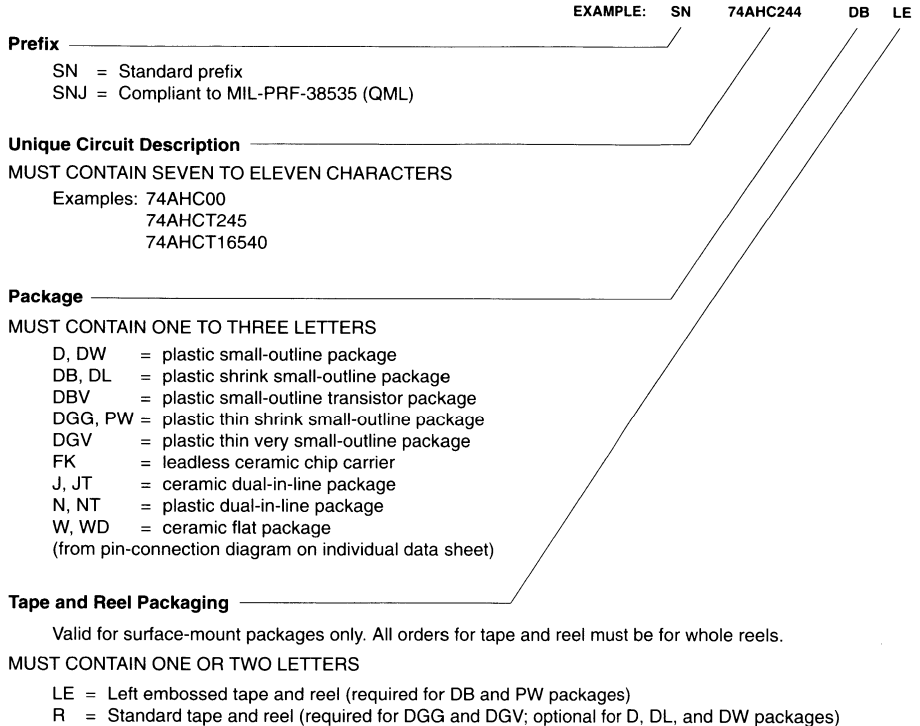 EXAMPLE: SN 74AHC244 DB LE
Prefix
SN = Standard prefix
SNJ = Compliant to MIL-PRF-38535 (QML)
Unique Circuit Description
MUST CONTAIN SEVEN TO ELEVEN CHARACTERS
Examples: 74AHC00
74AHCT245
74AHCT16540
Package
MUST CONTAIN ONE TO THREE LETTERS
D, DW = plastic small-outline package
DB, DL = plastic shrink small-outline package
DBV = plastic small-outline transistor package
DGG, PW = plastic thin shrink small-outline package
DGV = plastic thin very small-outline package
FK = leadless ceramic chip carrier
J, JT = ceramic dual-in-line package
N, NT = plastic dual-in-line package
W, WD = ceramic flat package
(from pin-connection diagram on individual data sheet)
Tape and Reel Packaging
Valid for surface-mount packages only. All orders for tape and reel must be for whole reels.
MUST CONTAIN ONE OR TWO LETTERS
LE = Left embossed tape and reel (required for DB and PW packages)
R = Standard tape and reel (required for DGG and DGV; optional for D, DL, and DW packages)